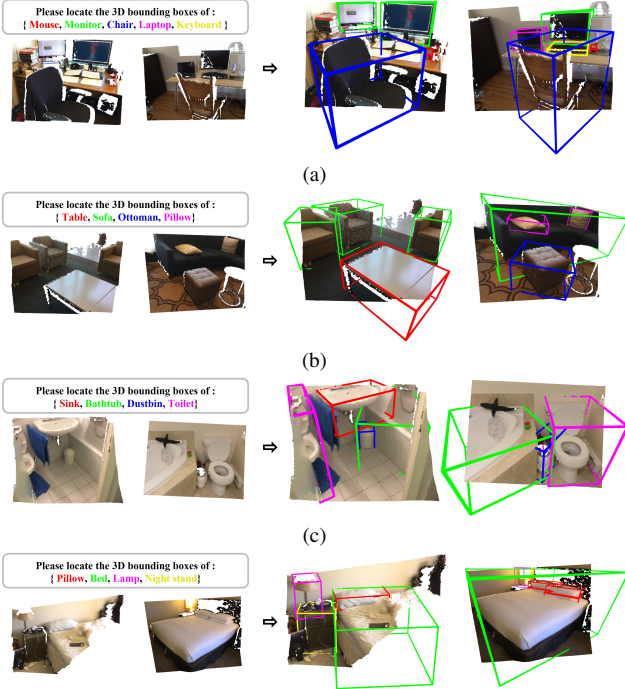 Please locate the 3D bounding boxes of :
{ Mouse, Monitor, Chair, Laptop, Keyboard }
(a)
Please locate the 3D bounding boxes of :
{ Table, Sofa, Ottoman, Pillow}
(b)
Please locate the 3D bounding boxes of :
{ Sink, Bathtub, Dustbin, Toilet}
(c)
Please locate the 3D bounding boxes of :
{ Pillow, Bed, Lamp, Night stand}